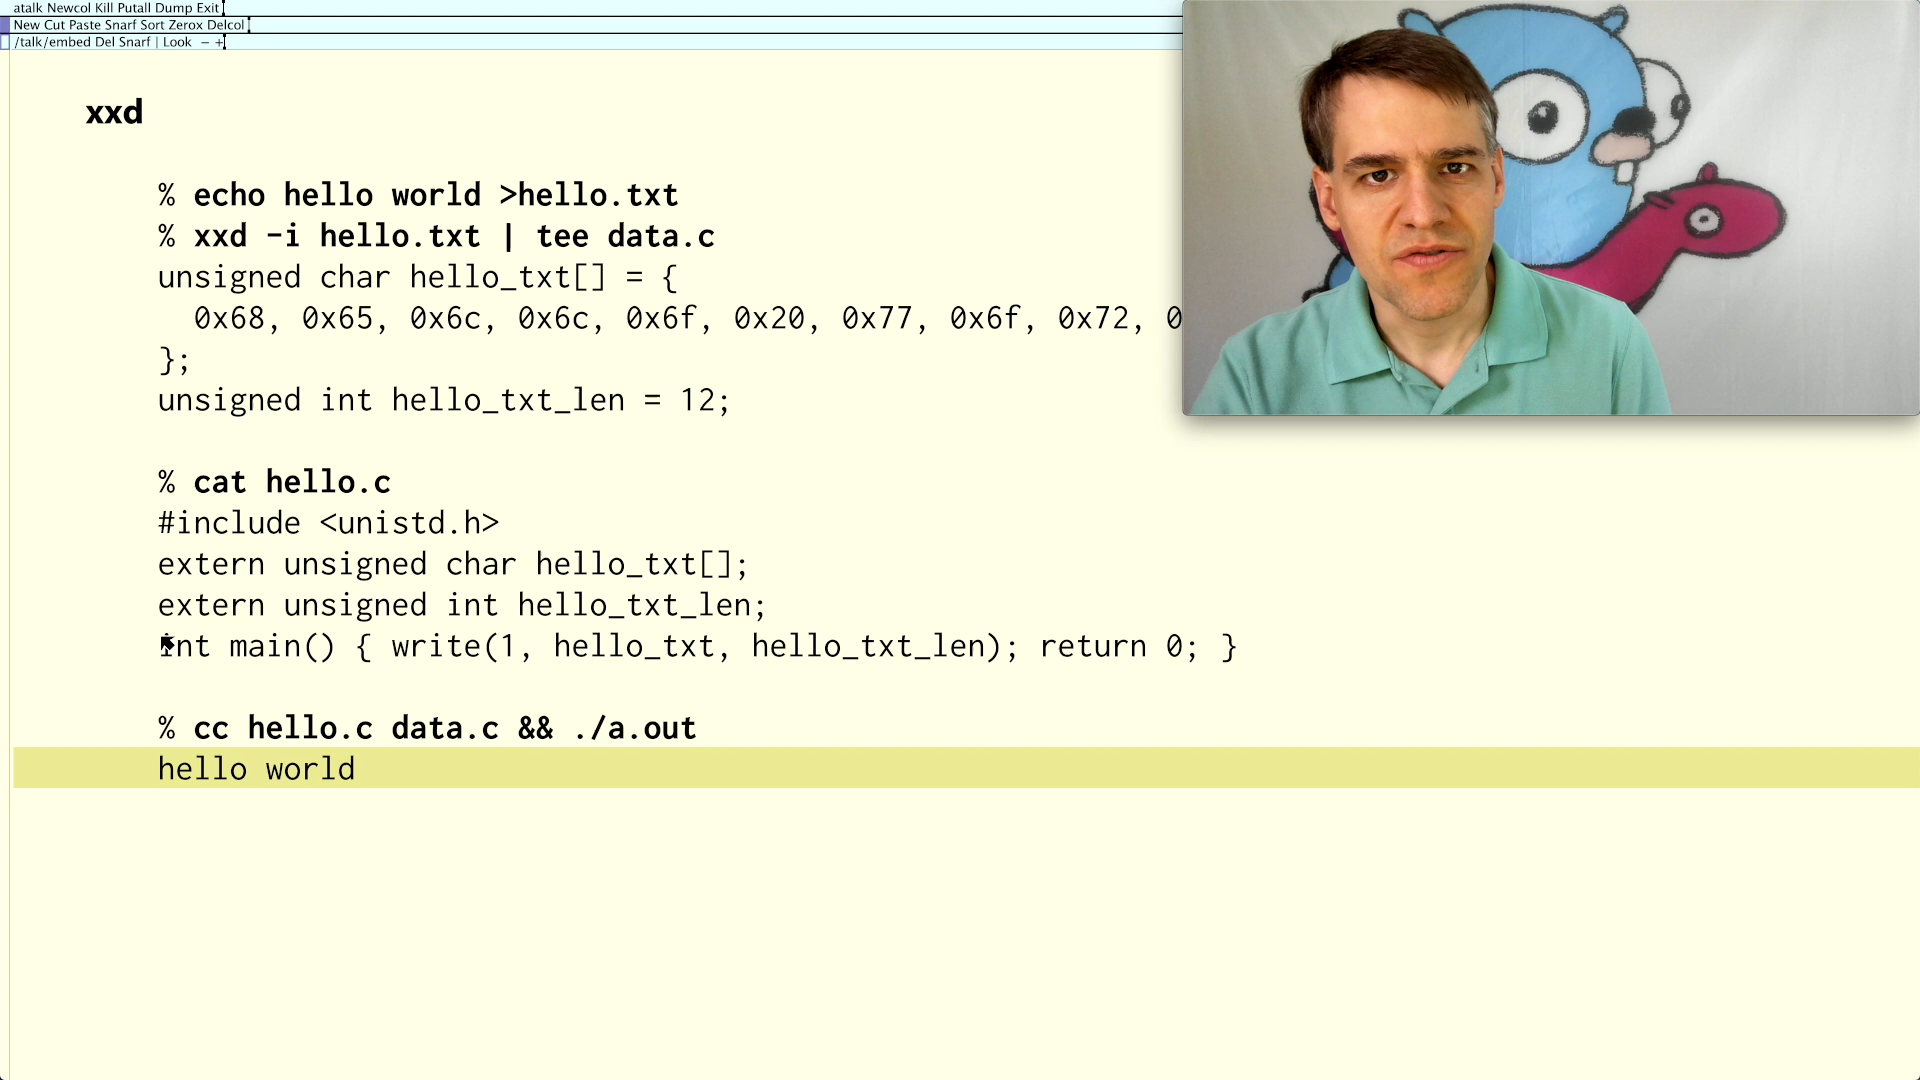 atalk Newcol Kill Putall Dump Exit
New Cut Paste Snarf Sort Zerox Delcol
/talk/embed Del Snarf | Look − +
xxd
% echo hello world >hello.txt
% xxd -i hello.txt | tee data.c
unsigned char hello_txt[] = {
0x68, 0x65, 0x6c, 0x6c, 0x6f, 0x20, 0x77, 0x6f, 0x72, 0
};
unsigned int hello_txt_len = 12;
% cat hello.c
#include <unistd.h>
extern unsigned char hello_txt[];
extern unsigned int hello_txt_len;
int main() { write(1, hello_txt, hello_txt_len); return 0; }
% cc hello.c data.c && ./a.out
hello world